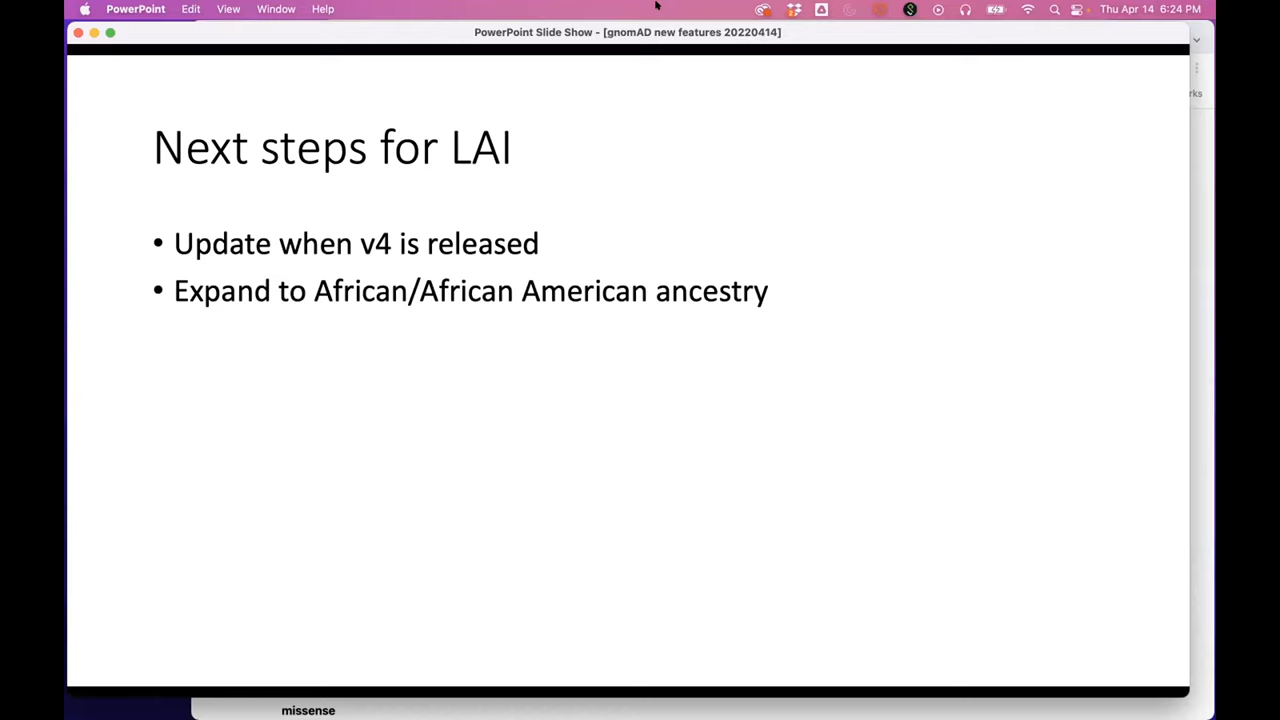 PowerPoint Edit View Window Help Thu Apr 14 6:24 PM
PowerPoint Slide Show - [gnomAD new features 20220414]
rks
Next steps for LAI
• Update when v4 is released
• Expand to African/African American ancestry
missense